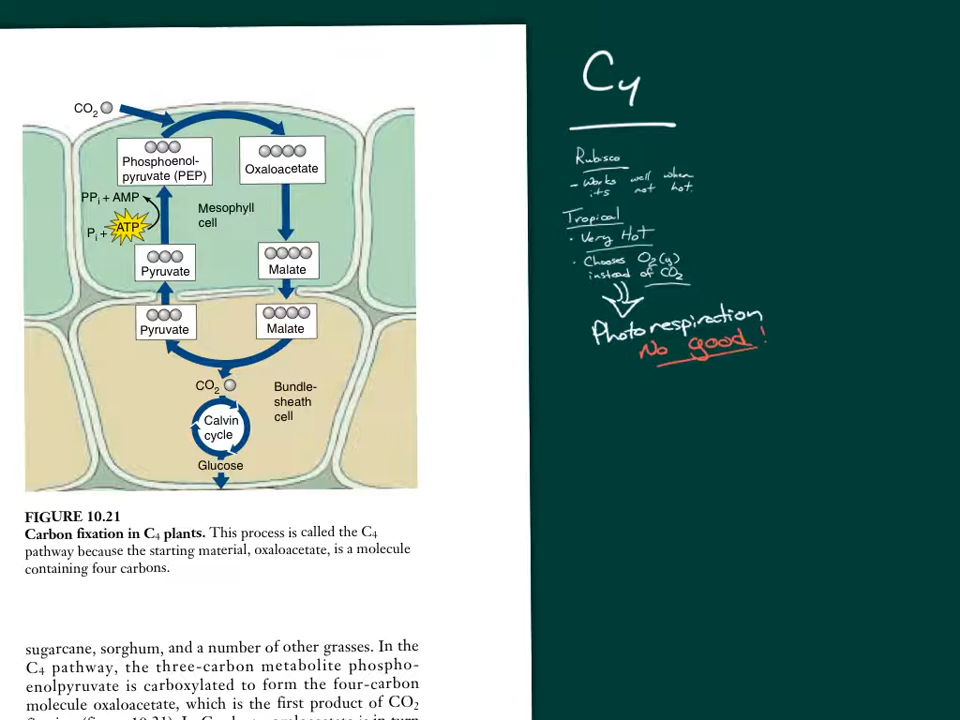 CO2
Phosphoenol-
pyruvate (PEP)
Oxaloacetate
PPi + AMP
Pi +
ATP
Mesophyll
cell
Pyruvate
Malate
Pyruvate
Malate
CO2
Bundle-
sheath
cell
Calvin
cycle
Glucose
FIGURE 10.21
Carbon fixation in C4 plants. This process is called the C4
pathway because the starting material, oxaloacetate, is a molecule
containing four carbons.
sugarcane, sorghum, and a number of other grasses. In the
C4 pathway, the three-carbon metabolite phospho-
enolpyruvate is carboxylated to form the four-carbon
molecule oxaloacetate, which is the first product of CO2
C4
Rubisco
- Works well when
its not hot.
Tropical
• Very Hot
• Chooses O2(g)
instead of CO2
Photorespiration
No good!